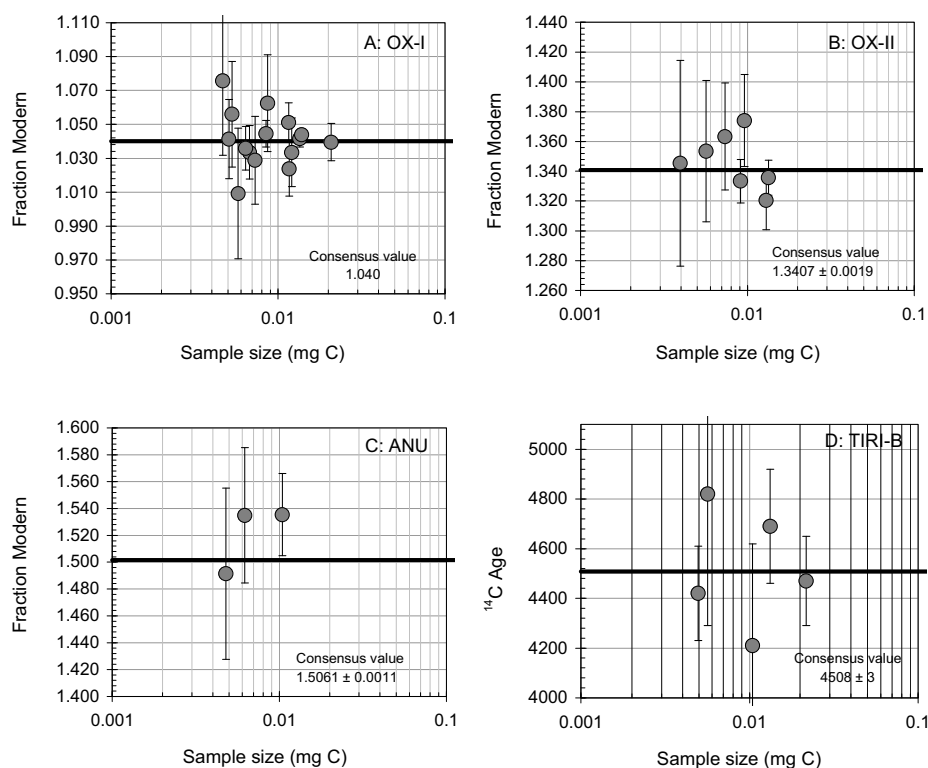 A: OX-I
Fraction Modern
1.110
1.090
1.070
1.050
1.030
1.010
0.990
0.970
0.950
Consensus value
1.040
0.001
0.01
0.1
Sample size (mg C)
B: OX-II
Fraction Modern
1.440
1.420
1.400
1.380
1.360
1.340
1.320
1.300
1.280
1.260
Consensus value
1.3407 ± 0.0019
0.001
0.01
0.1
Sample size (mg C)
C: ANU
Fraction Modern
1.600
1.580
1.560
1.540
1.520
1.500
1.480
1.460
1.440
1.420
1.400
Consensus value
1.5061 ± 0.0011
0.001
0.01
0.1
Sample size (mg C)
D: TIRI-B
¹⁴C Age
5000
4800
4600
4400
4200
4000
Consensus value
4508 ± 3
0.001
0.01
0.1
Sample size (mg C)